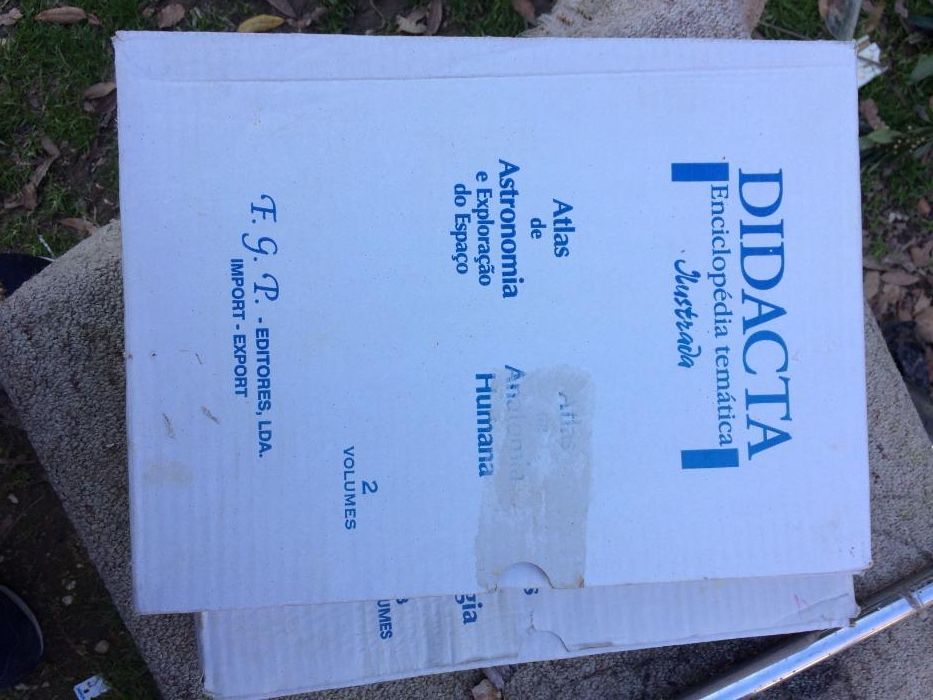 DIDACTA
Enciclopédia temática
Ilustrada
Atlas
de
Astronomia
e Exploração
do Espaço
Humana
2
VOLUMES
F. G. P. - EDITORES, LDA.
IMPORT - EXPORT